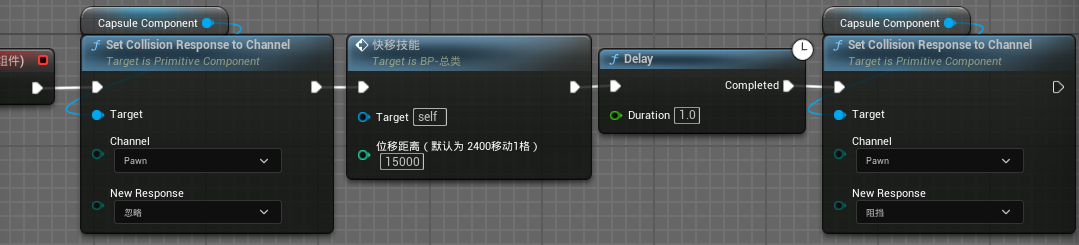 Capsule Component
Capsule Component
组件)
Set Collision Response to Channel
Target is Primitive Component
Target
Channel
Pawn
New Response
忽略
快移技能
Target is BP-总类
Target
self
位移距离（默认为 2400移动1格）
15000
Delay
Completed
Duration
1.0
Set Collision Response to Channel
Target is Primitive Component
Target
Channel
Pawn
New Response
阻挡